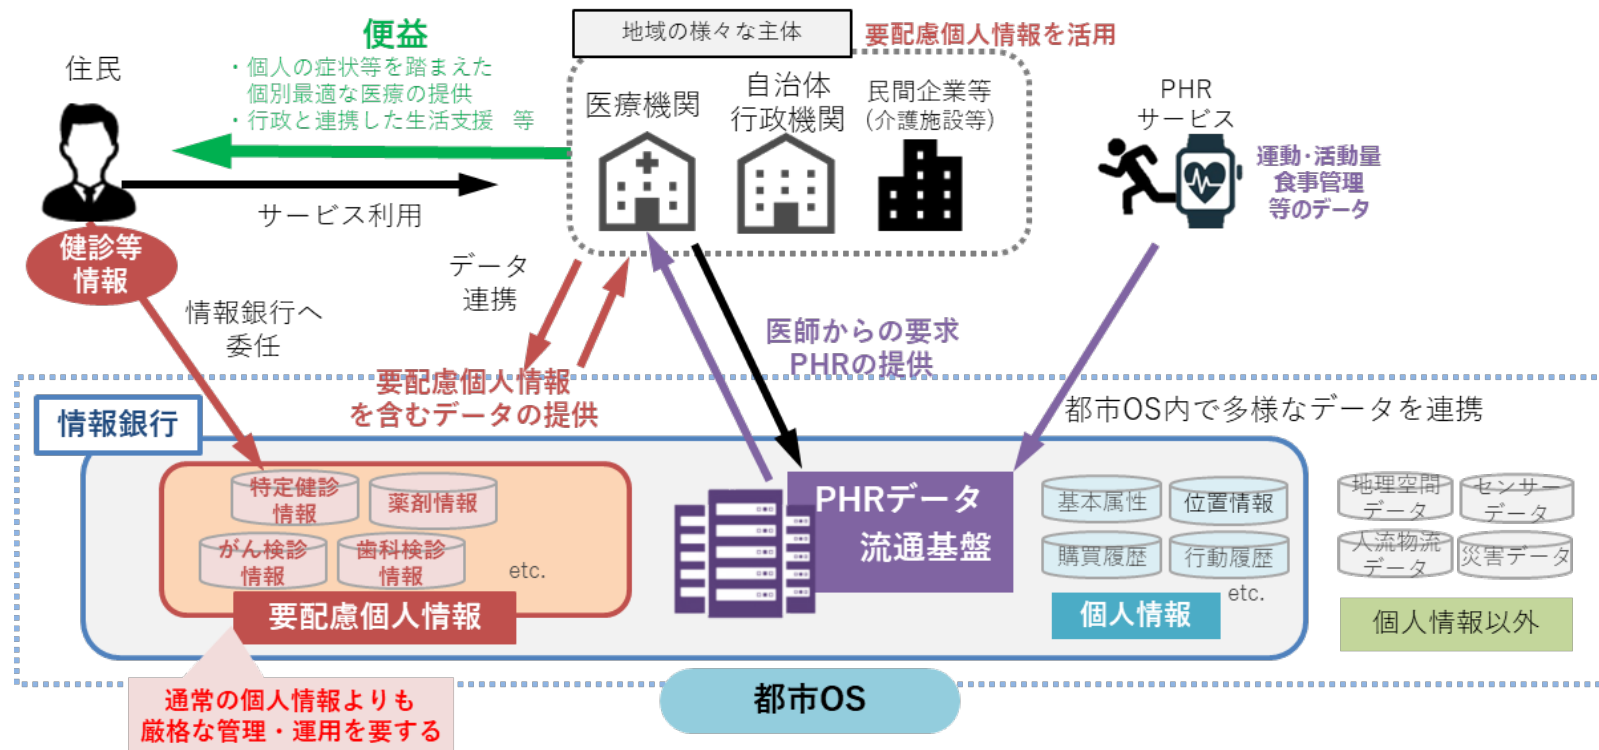 住民
便益
・個人の症状等を踏まえた
個別最適な医療の提供
・行政と連携した生活支援 等
サービス利用
地域の様々な主体
要配慮個人情報を活用
医療機関
自治体
行政機関
民間企業等
(介護施設等)
PHR
サービス
運動・活動量
食事管理
等のデータ
健診等
情報
情報銀行へ
委任
データ
連携
要配慮個人情報
を含むデータの提供
医師からの要求
PHRの提供
都市OS内で多様なデータを連携
情報銀行
特定健診
情報
薬剤情報
がん検診
情報
歯科検診
情報
etc.
要配慮個人情報
通常の個人情報よりも
厳格な管理・運用を要する
PHRデータ
流通基盤
基本属性
位置情報
購買履歴
行動履歴
etc.
個人情報
地理空間
データ
センサー
データ
人流物流
データ
災害データ
個人情報以外
都市OS